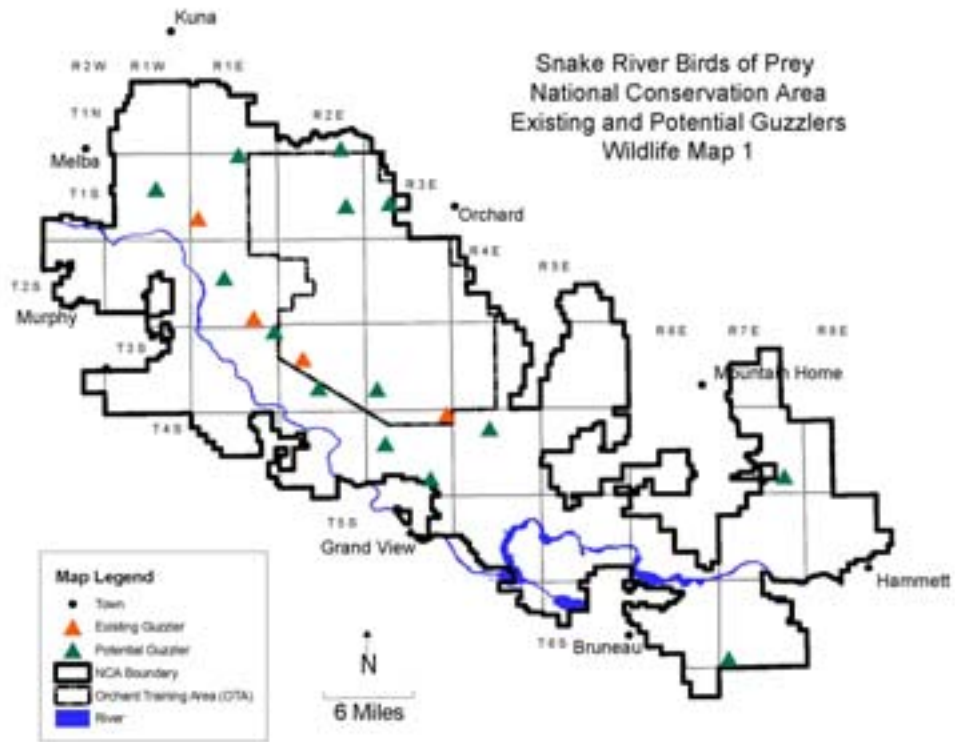 Kuna
Snake River Birds of Prey
National Conservation Area
Existing and Potential Guzzlers
Wildlife Map 1
R2W R1W R1E
T1N
R2E
Melba
T1S
R3E
Orchard
R4E
R5E
T2S
Murphy
R6E R7E R8E
T3S
Mountain Home
T4S
T5S
Grand View
Hammett
T6S
Bruneau
Map Legend
Town
Existing Guzzler
Potential Guzzler
NCA Boundary
Orchard Training Area (OTA)
River
N
6 Miles